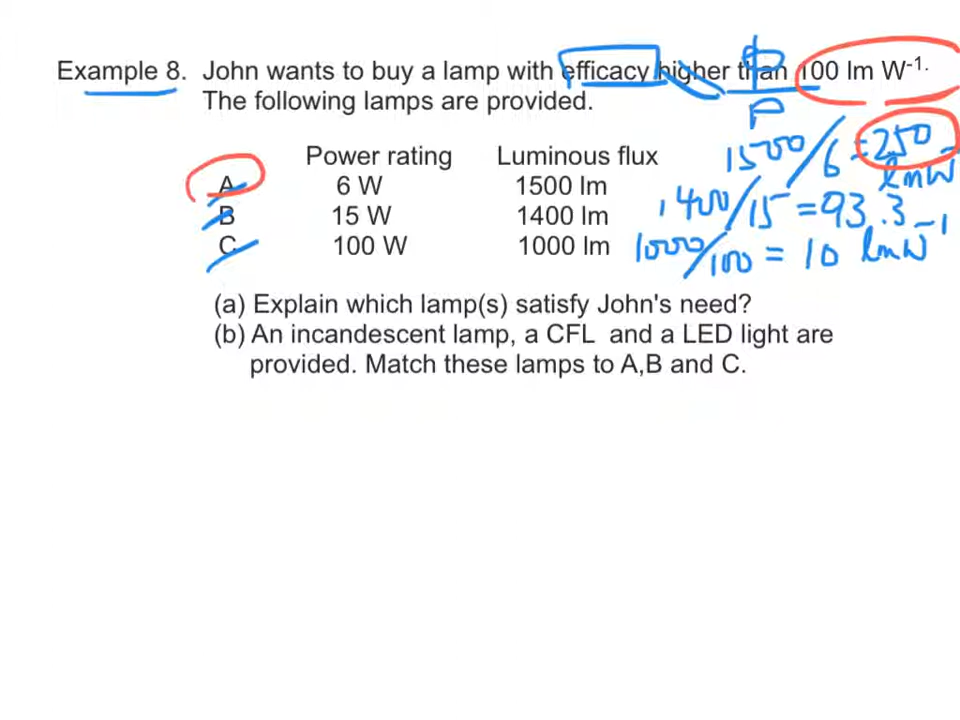 Example 8. John wants to buy a lamp with efficacy higher than 100 lm W⁻¹.
Φ
P
The following lamps are provided.
1500/6 = 250
lmW⁻
Power rating Luminous flux
A 6 W 1500 lm
B 15 W 1400 lm
1400/15 = 93.3
C 100 W 1000 lm
1000/100 = 10 lmW⁻¹
(a) Explain which lamp(s) satisfy John's need?
(b) An incandescent lamp, a CFL and a LED light are
provided. Match these lamps to A,B and C.